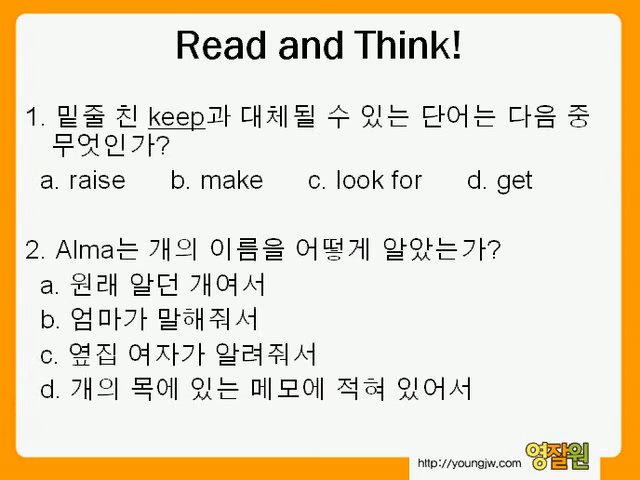 Read and Think!
1. 밑줄 친 keep과 대체될 수 있는 단어는 다음 중
무엇인가?
a. raise b. make c. look for d. get
2. Alma는 개의 이름을 어떻게 알았는가?
a. 원래 알던 개여서
b. 엄마가 말해줘서
c. 옆집 여자가 알려줘서
d. 개의 목에 있는 메모에 적혀 있어서
http://youngjw.com 영잘원